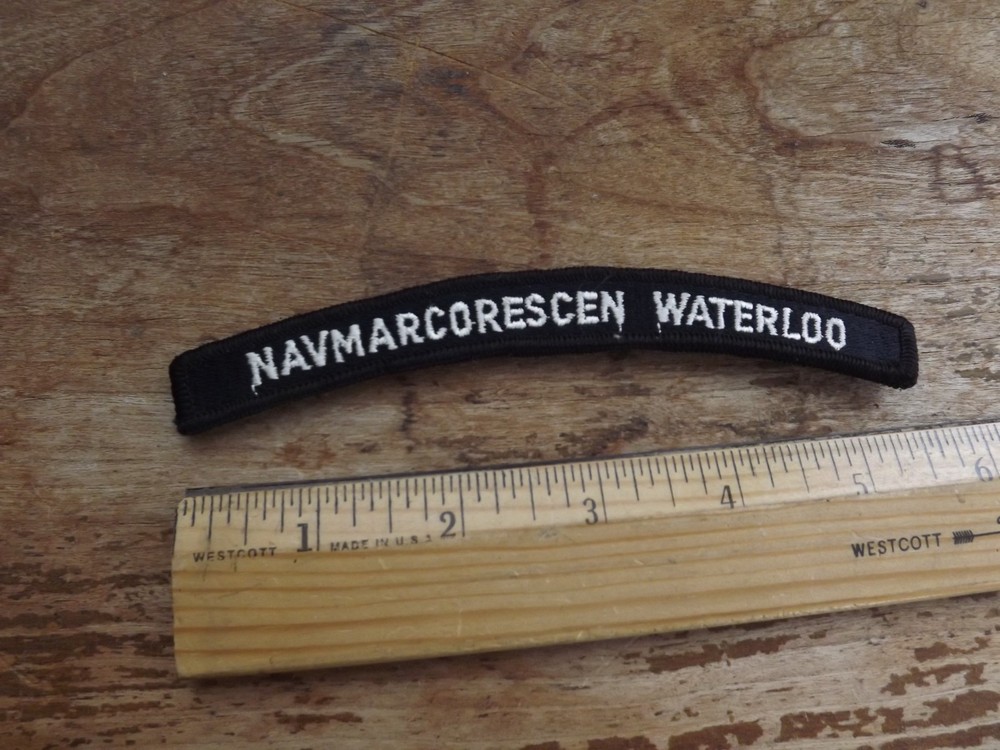 NAVMARCORESCEN WATERLOO
1 2 3 4 5 6
WESTCOTT MADE IN U.S.A WESTCOTT